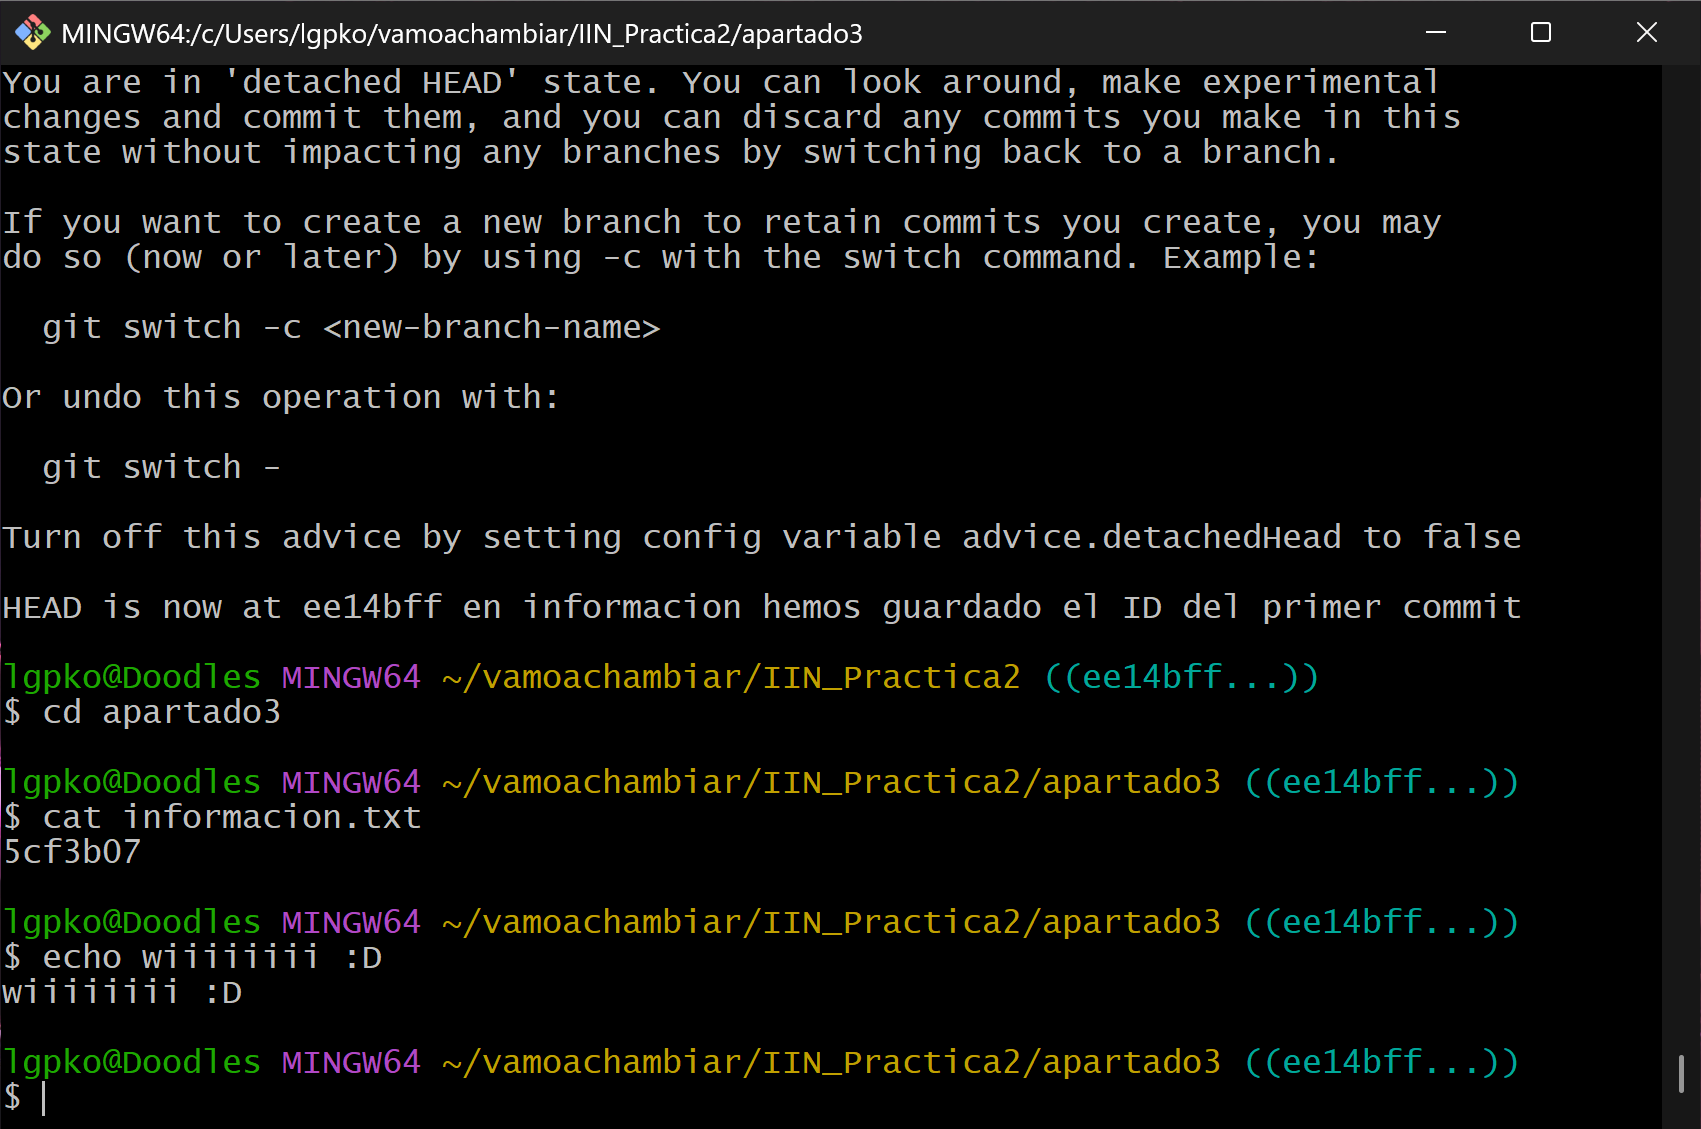 MINGW64:/c/Users/lgpko/vamoachambiar/IIN_Practica2/apartado3
You are in 'detached HEAD' state. You can look around, make experimental
changes and commit them, and you can discard any commits you make in this
state without impacting any branches by switching back to a branch.
If you want to create a new branch to retain commits you create, you may
do so (now or later) by using -c with the switch command. Example:
git switch -c <new-branch-name>
Or undo this operation with:
git switch -
Turn off this advice by setting config variable advice.detachedHead to false
HEAD is now at ee14bff en informacion hemos guardado el ID del primer commit
lgpko@Doodles MINGW64 ~/vamoachambiar/IIN_Practica2 ((ee14bff...))
$ cd apartado3
lgpko@Doodles MINGW64 ~/vamoachambiar/IIN_Practica2/apartado3 ((ee14bff...))
$ cat informacion.txt
5cf3b07
lgpko@Doodles MINGW64 ~/vamoachambiar/IIN_Practica2/apartado3 ((ee14bff...))
$ echo wiiiiiiii :D
wiiiiiiii :D
lgpko@Doodles MINGW64 ~/vamoachambiar/IIN_Practica2/apartado3 ((ee14bff...))
$